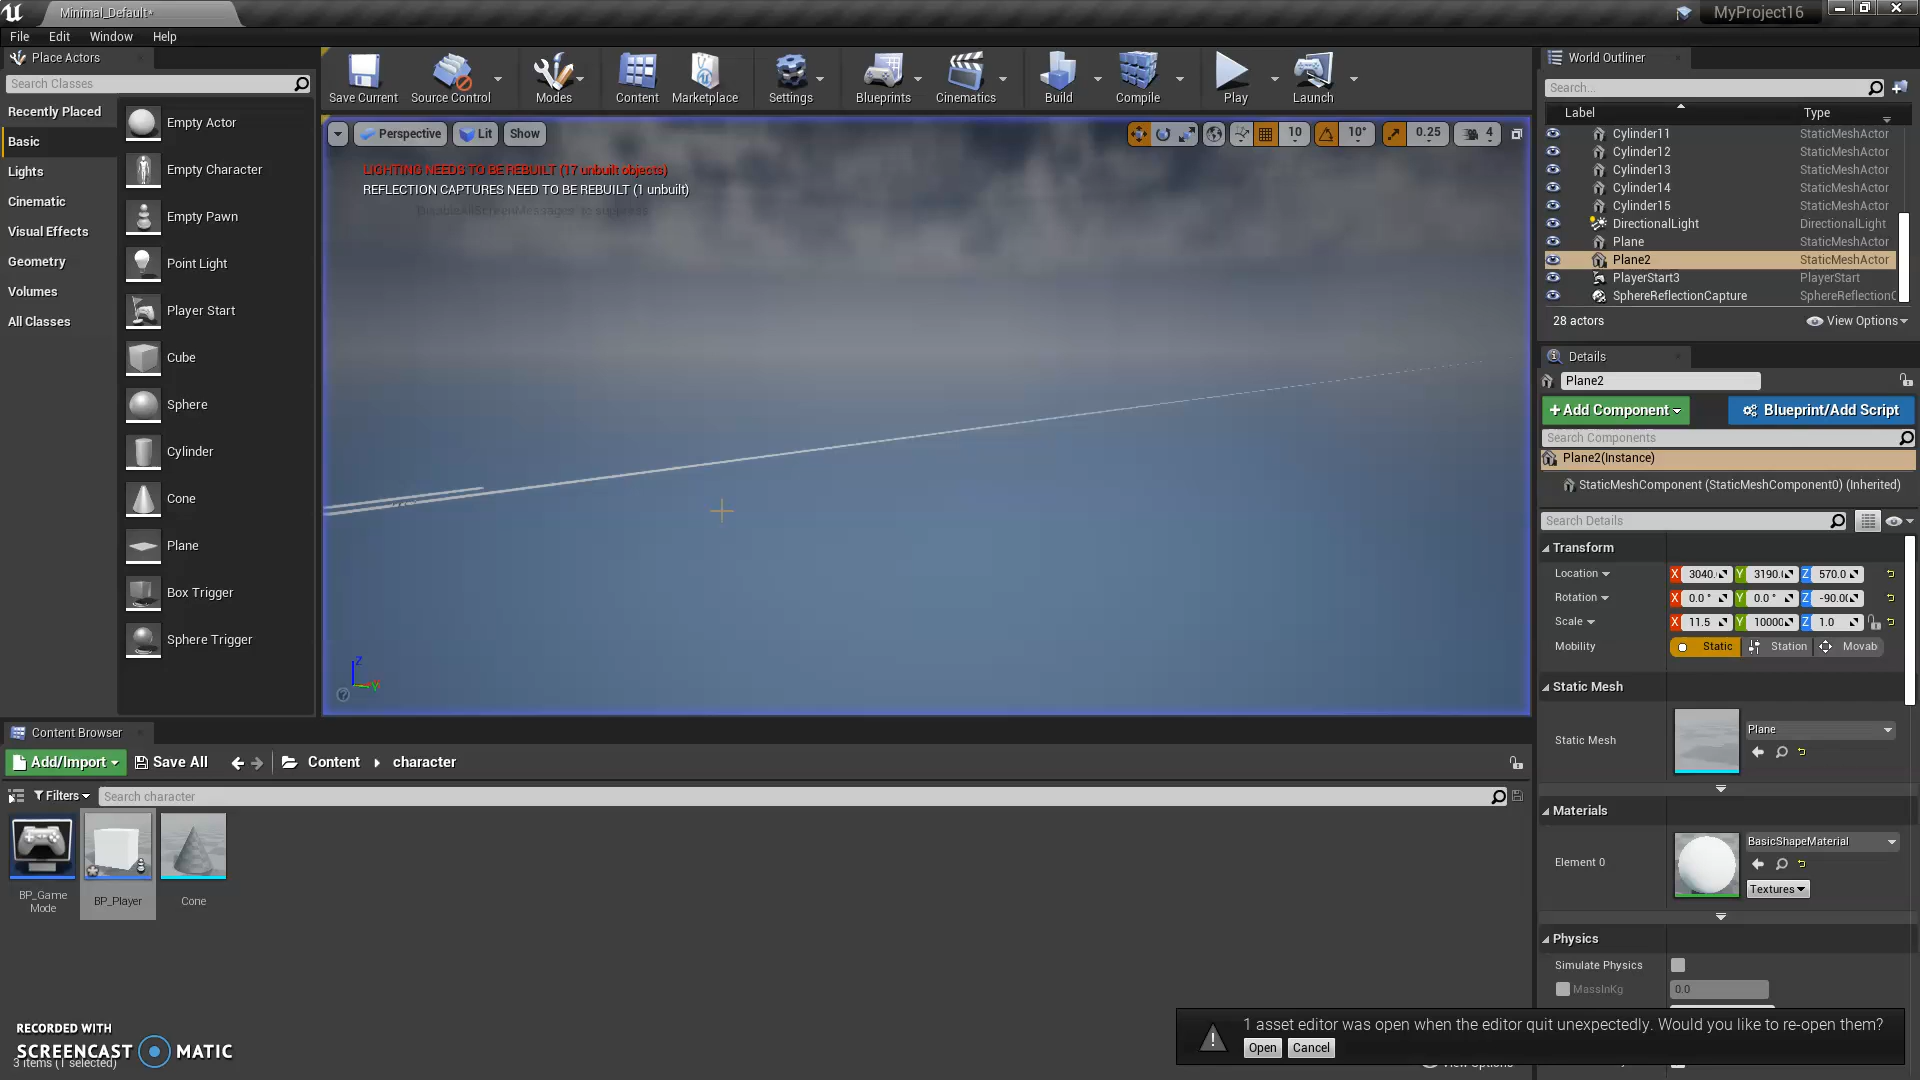 Minimal_Default*
MyProject16
File Edit Window Help
Place Actors
Search Classes
Recently Placed
Basic
Lights
Cinematic
Visual Effects
Geometry
Volumes
All Classes
Empty Actor
Empty Character
Empty Pawn
Point Light
Player Start
Cube
Sphere
Cylinder
Cone
Plane
Box Trigger
Sphere Trigger
Save Current Source Control Modes Content Marketplace Settings Blueprints Cinematics Build Compile Play Launch
Perspective Lit Show
10 10° 0.25 4
LIGHTING NEEDS TO BE REBUILT (17 unbuilt objects)
REFLECTION CAPTURES NEED TO BE REBUILT (1 unbuilt)
'DisableAllScreenMessages' to suppress
Z
Y
World Outliner
Search...
Label Type
Cylinder11 StaticMeshActor
Cylinder12 StaticMeshActor
Cylinder13 StaticMeshActor
Cylinder14 StaticMeshActor
Cylinder15 StaticMeshActor
DirectionalLight DirectionalLight
Plane StaticMeshActor
Plane2 StaticMeshActor
PlayerStart3 PlayerStart
SphereReflectionCapture SphereReflectionC
28 actors View Options
Details
Plane2
+Add Component Blueprint/Add Script
Search Components
Plane2(Instance)
StaticMeshComponent (StaticMeshComponent0) (Inherited)
Search Details
Transform
Location X 3040. Y 3190.( Z 570.0
Rotation X 0.0 ° Y 0.0 ° Z -90.0(
Scale X 11.5 Y 10000 Z 1.0
Mobility Static Station Movab
Static Mesh
Static Mesh Plane
Materials
Element 0 BasicShapeMaterial
Textures
Physics
Simulate Physics
MassInKg 0.0
Content Browser
Add/Import Save All Content character
Filters Search character
BP_Game
Mode
BP_Player
Cone
RECORDED WITH
SCREENCAST MATIC
3 items (1 selected)
View Options
1 asset editor was open when the editor quit unexpectedly. Would you like to re-open them?
Open Cancel